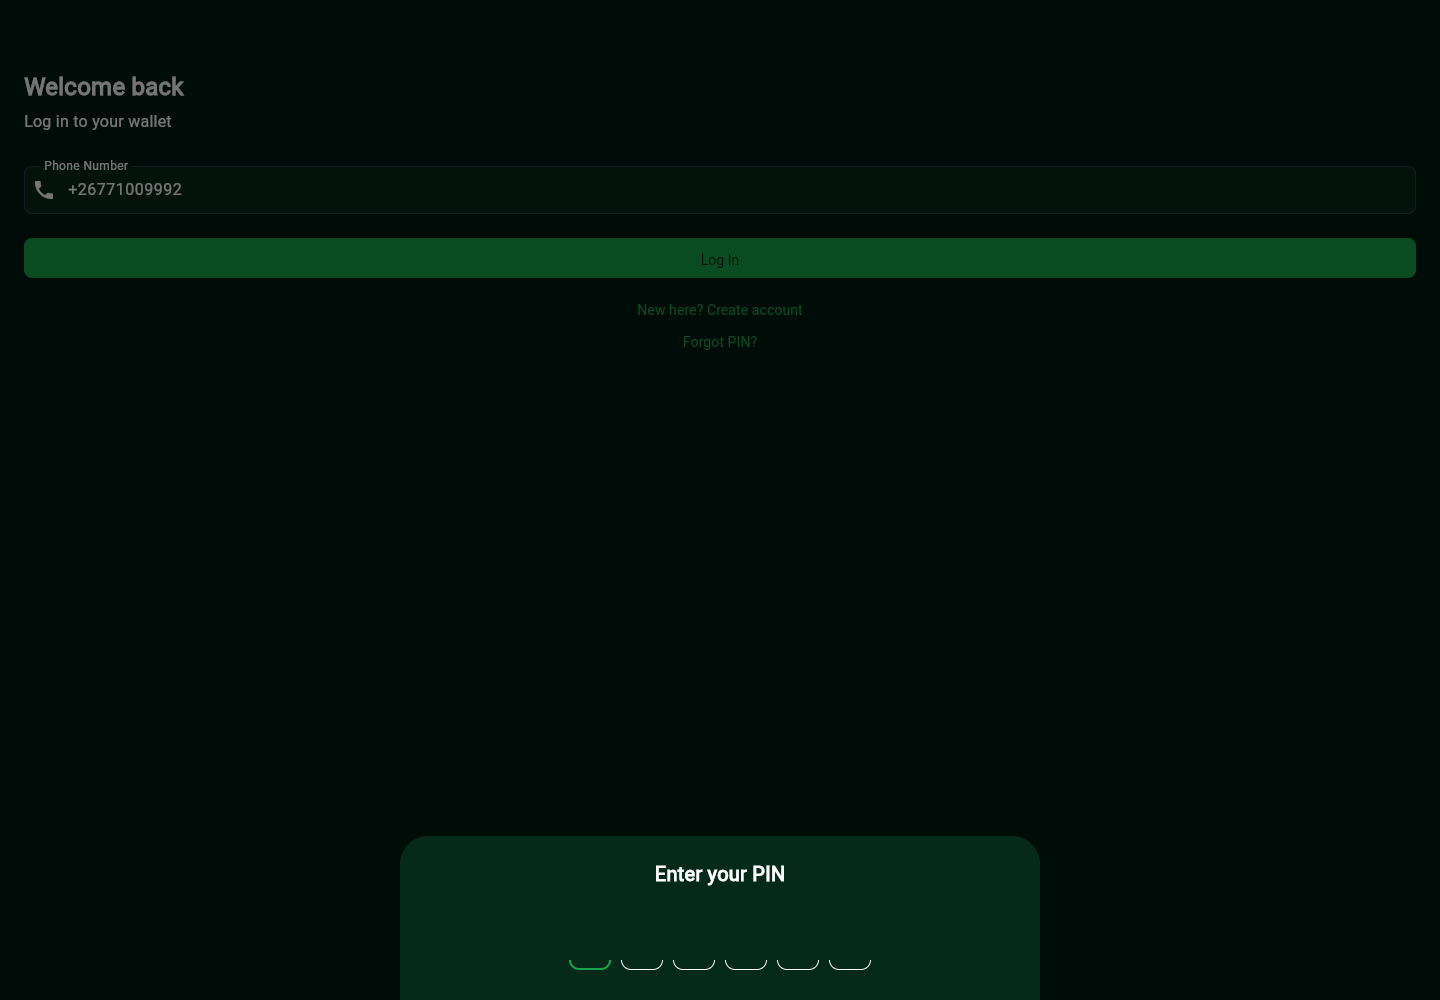 Welcome back
Log in to your wallet
Phone Number
+26771009992
Log In
New here? Create account
Forgot PIN?
Enter your PIN